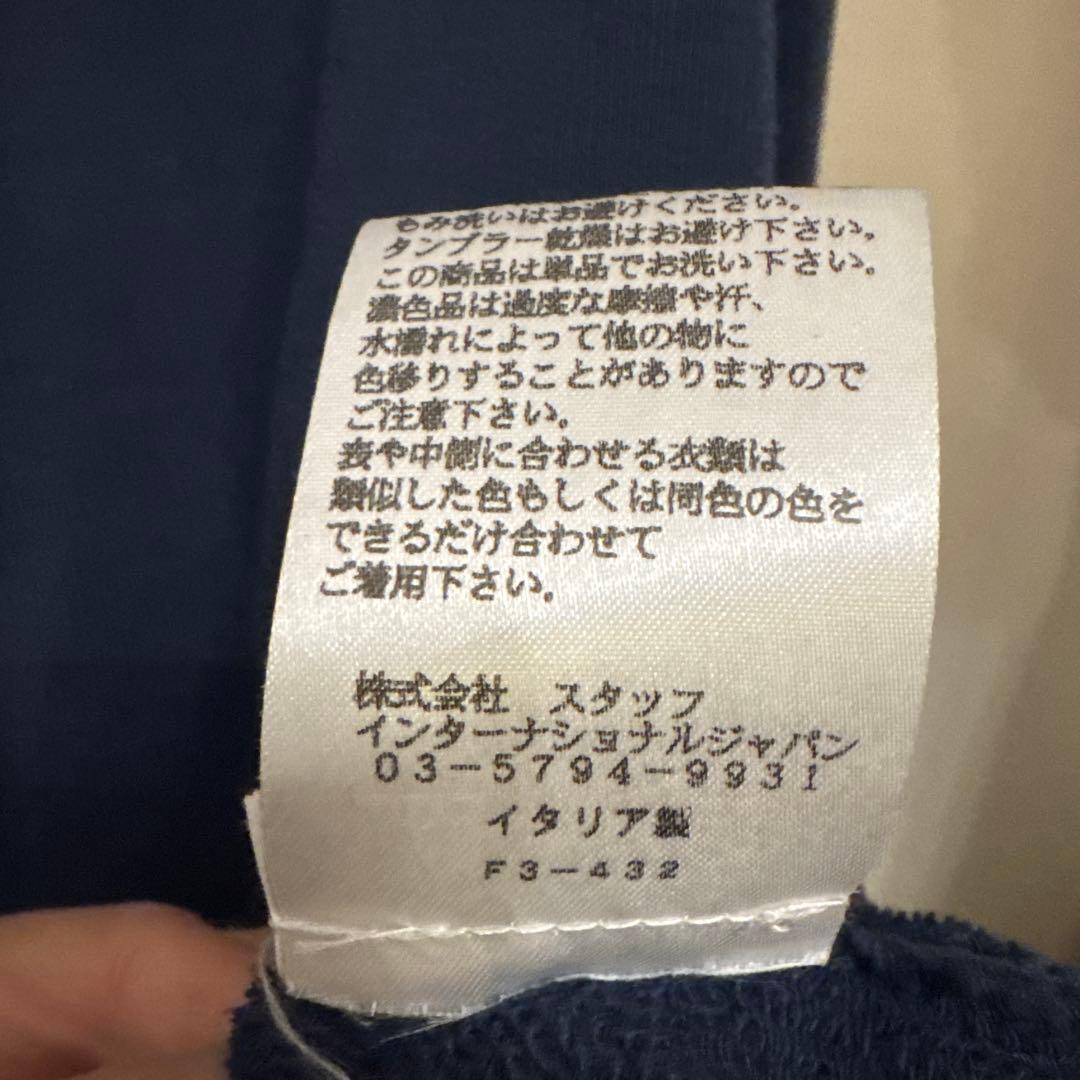 もみ洗いはお避けください。
タンブラー乾燥はお避け下さい。
この商品は単品でお洗い下さい。
濃色品は過度な摩擦や汗、
水濡れによって他の物に
色移りすることがありますので
ご注意下さい。
表や中側に合わせる衣類は
類似した色もしくは同色の色を
できるだけ合わせて
ご着用下さい。
株式会社 スタッフ
インターナショナルジャパン
03-5794-9931
イタリア製
F3-432